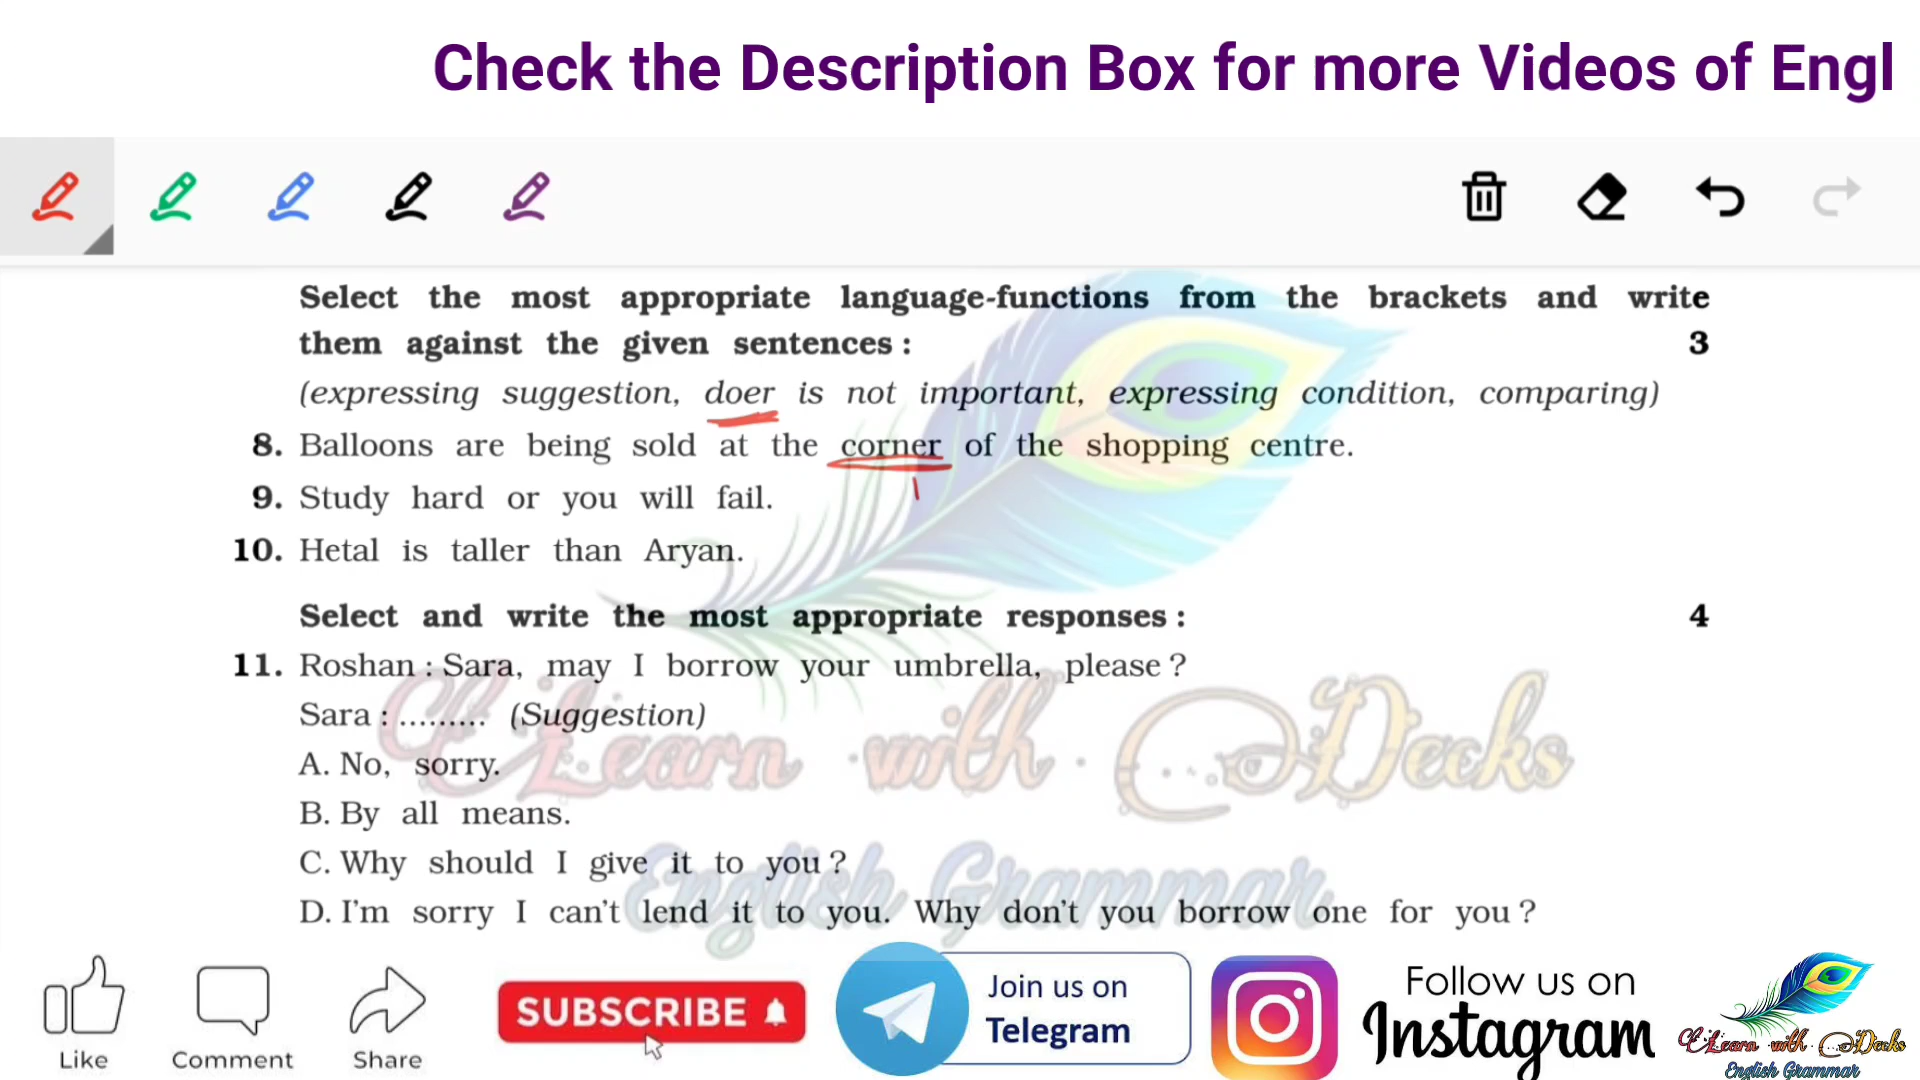 Check the Description Box for more Videos of Engl
Select the most appropriate language-functions from the brackets and write
them against the given sentences : 3
(expressing suggestion, doer is not important, expressing condition, comparing)
8. Balloons are being sold at the corner of the shopping centre.
9. Study hard or you will fail.
10. Hetal is taller than Aryan.
Select and write the most appropriate responses : 4
11. Roshan : Sara, may I borrow your umbrella, please ?
Sara : ......... (Suggestion)
A. No, sorry.
B. By all means.
C. Why should I give it to you ?
D. I'm sorry I can't lend it to you. Why don't you borrow one for you ?
Learn with Decks
English Grammar
Like
Comment
Share
SUBSCRIBE
Join us on
Telegram
Follow us on
Instagram
Learn with Decks
English Grammar